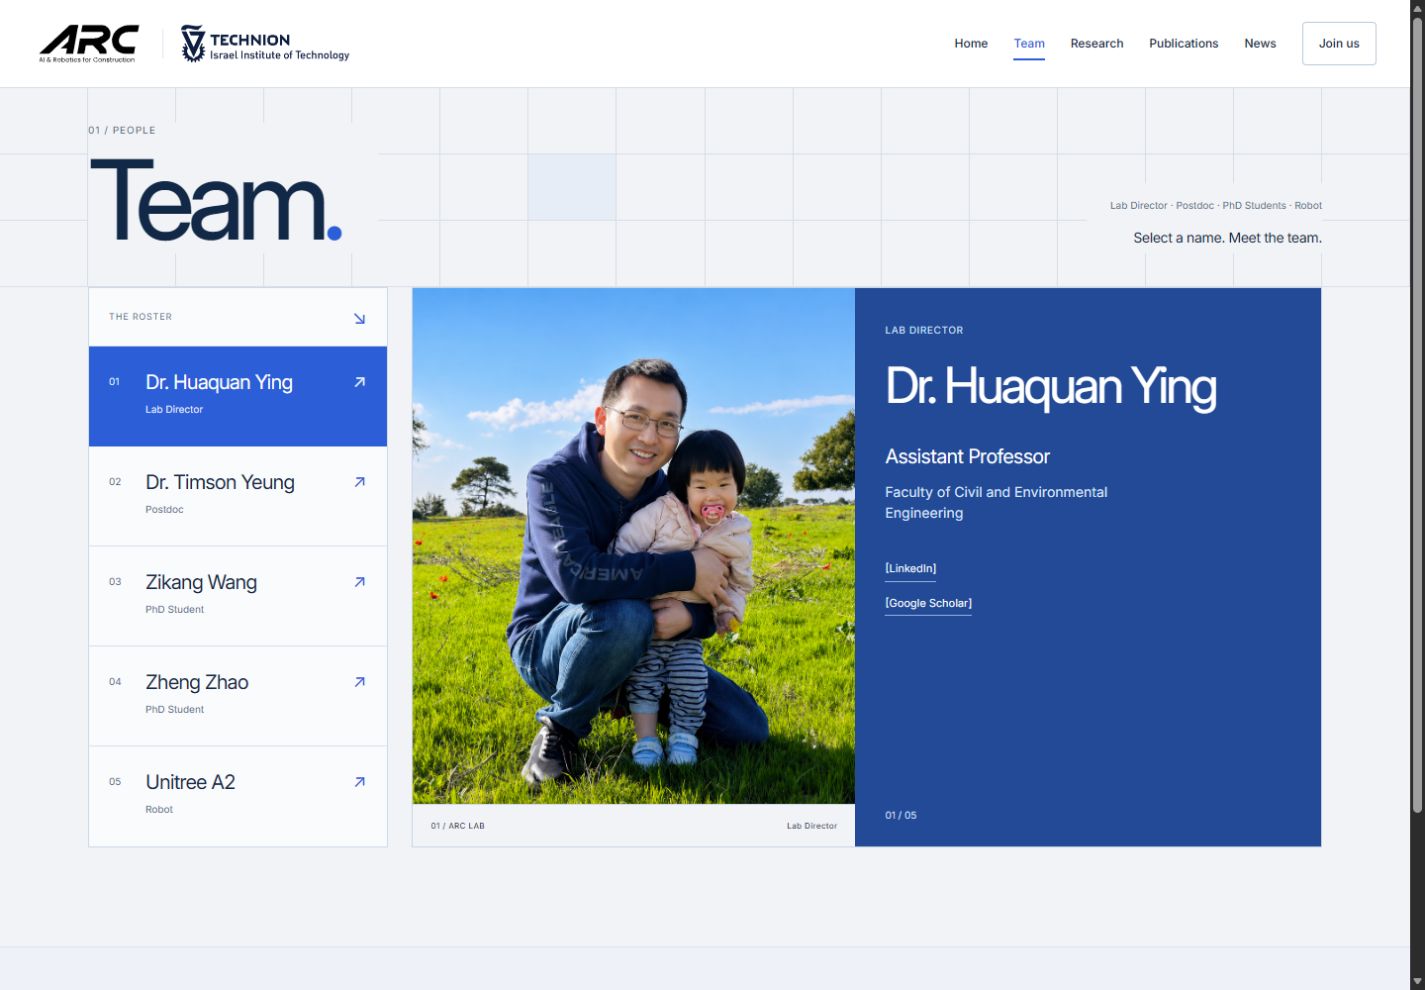 ARC
AI & Robotics for Construction
TECHNION
Israel Institute of Technology
Home
Team
Research
Publications
News
Join us
01 / PEOPLE
Team.
Lab Director · Postdoc · PhD Students · Robot
Select a name. Meet the team.
THE ROSTER
01
Dr. Huaquan Ying
Lab Director
02
Dr. Timson Yeung
Postdoc
03
Zikang Wang
PhD Student
04
Zheng Zhao
PhD Student
05
Unitree A2
Robot
01 / ARC LAB
Lab Director
LAB DIRECTOR
Dr. Huaquan Ying
Assistant Professor
Faculty of Civil and Environmental
Engineering
[LinkedIn]
[Google Scholar]
01 / 05